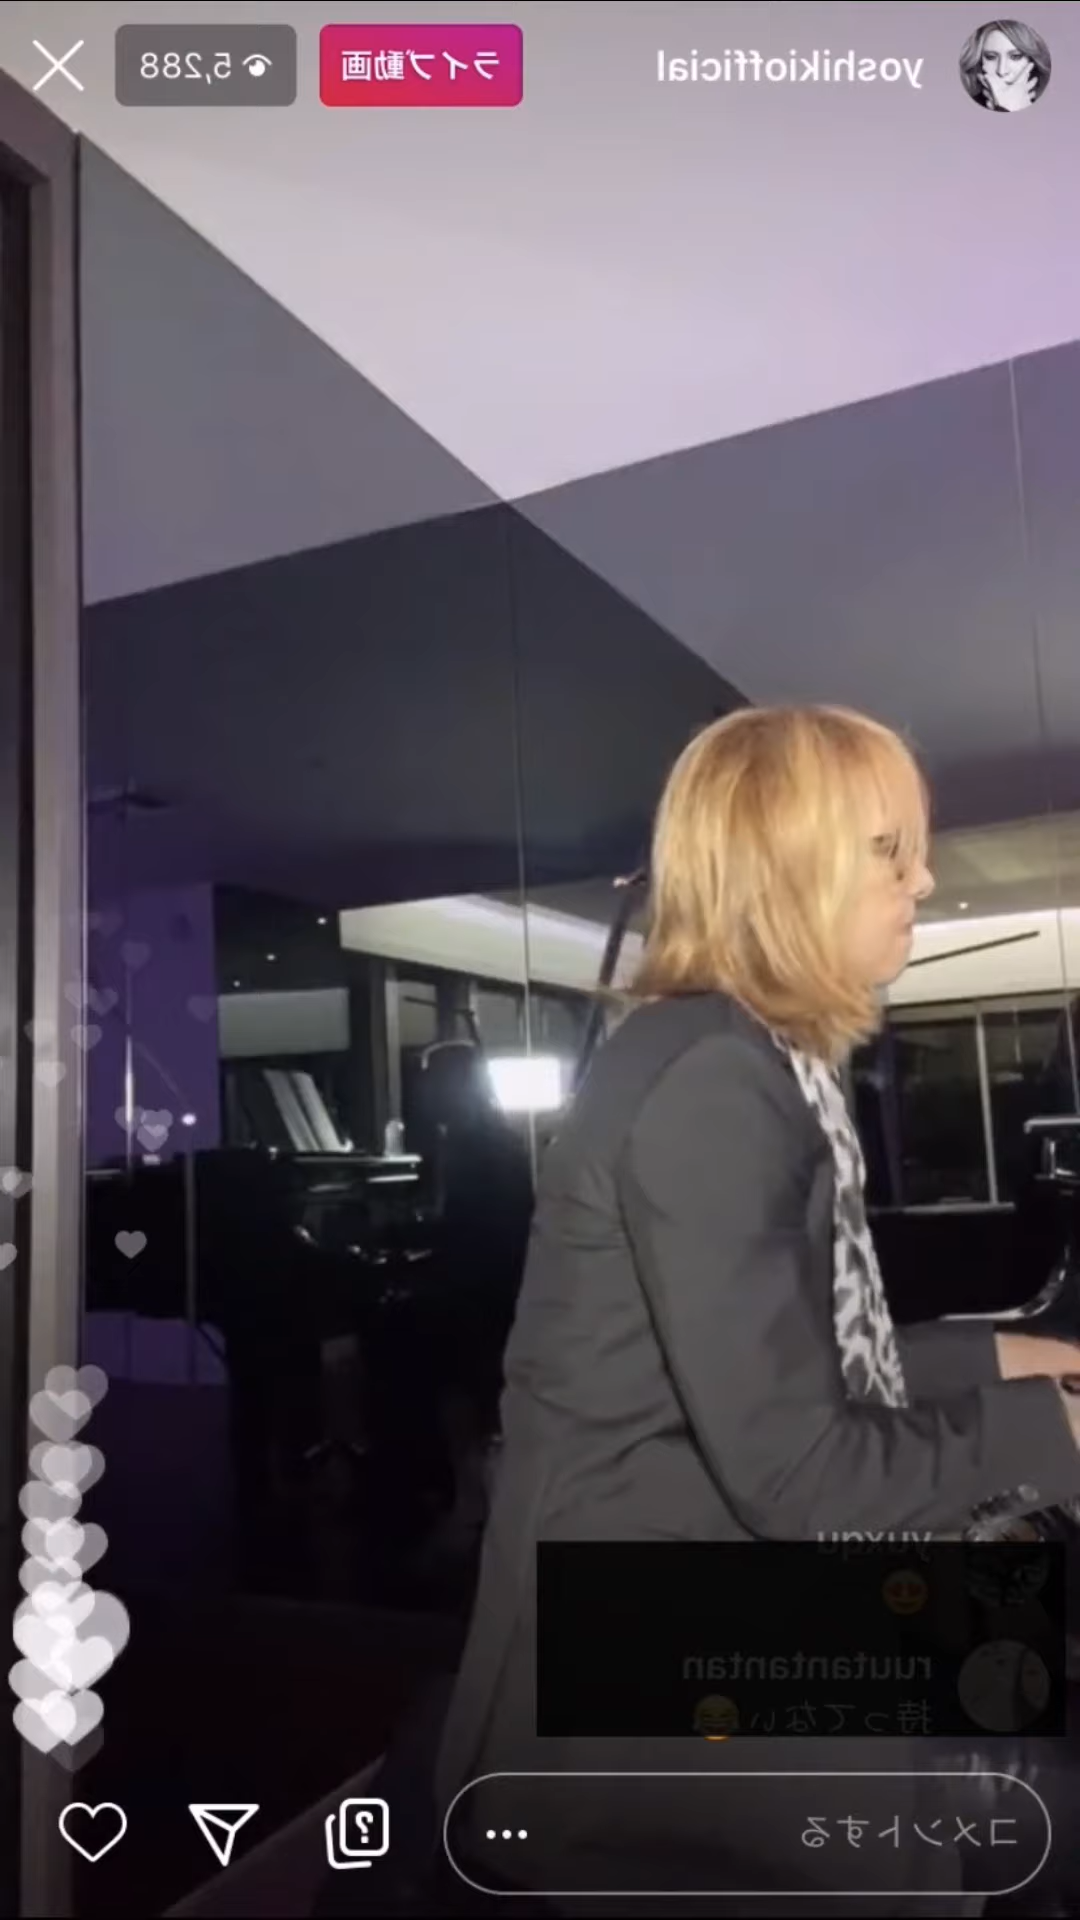 yoshikiofficial
ライブ動画
5,288
yuxqu
😍
ruutantantan
持ってない😂
コメントする